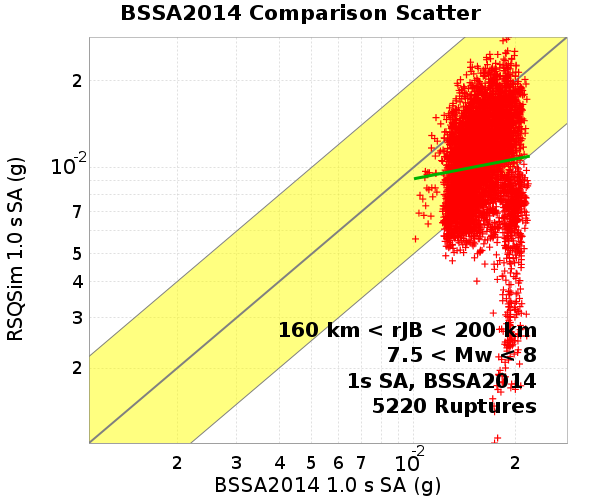 BSSA2014 Comparison Scatter
RSQSim 1.0 s SA (g)
2
10-2
7
5
4
3
2
160 km < rJB < 200 km
7.5 < Mw < 8
1s SA, BSSA2014
5220 Ruptures
2 3 4 5 6 7 10-2 2
BSSA2014 1.0 s SA (g)